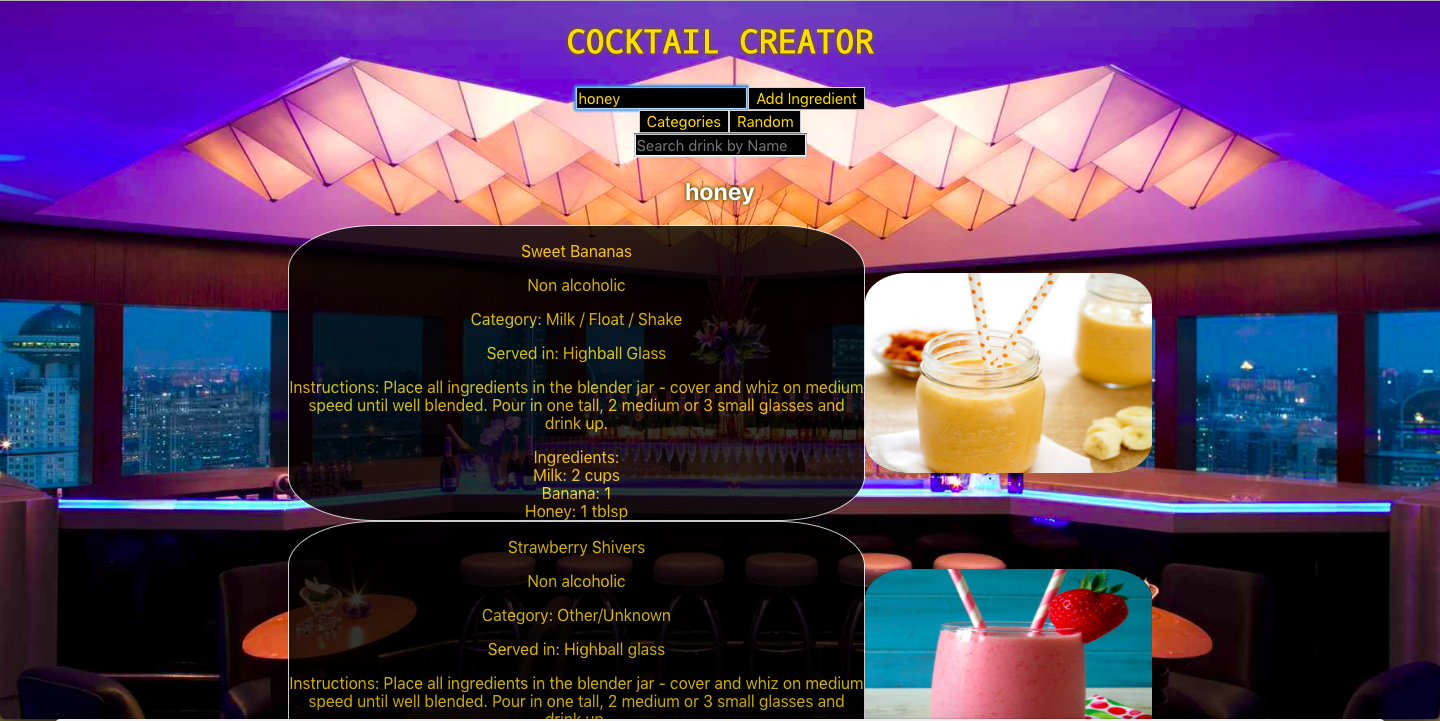 COCKTAIL CREATOR
honey
Add Ingredient
Categories
Random
Search drink by Name
honey
Sweet Bananas
Non alcoholic
Category: Milk / Float / Shake
Served in: Highball Glass
Instructions: Place all ingredients in the blender jar - cover and whiz on medium
speed until well blended. Pour in one tall, 2 medium or 3 small glasses and
drink up.
Ingredients:
Milk: 2 cups
Banana: 1
Honey: 1 tblsp
Strawberry Shivers
Non alcoholic
Category: Other/Unknown
Served in: Highball glass
Instructions: Place all ingredients in the blender jar - cover and whiz on medium
speed until well blended. Pour in one tall, 2 medium or 3 small glasses and
drink up.